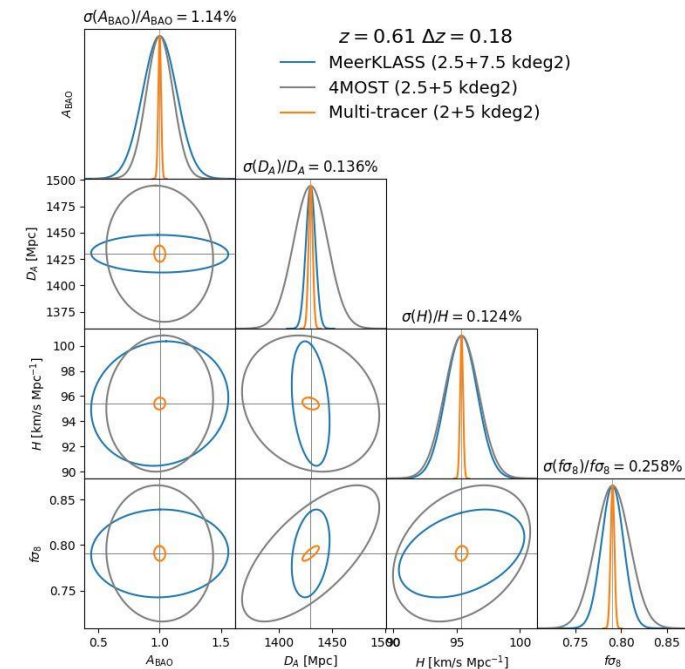 σ(A_BAO)/A_BAO = 1.14%
z = 0.61 Δz = 0.18
MeerKLASS (2.5+7.5 kdeg2)
4MOST (2.5+5 kdeg2)
Multi-tracer (2+5 kdeg2)
A_BAO
σ(D_A)/D_A = 0.136%
1500
1475
1450
1425
1400
1375
D_A [Mpc]
σ(H)/H = 0.124%
100
98
96
94
92
90
H [km/s Mpc⁻¹]
σ(fσ₈)/fσ₈ = 0.258%
0.85
0.80
0.75
fσ₈
0.5 1.0 1.5
A_BAO
1400 1450 1500
D_A [Mpc]
90 95 100
H [km/s Mpc⁻¹]
0.75 0.80 0.85
fσ₈